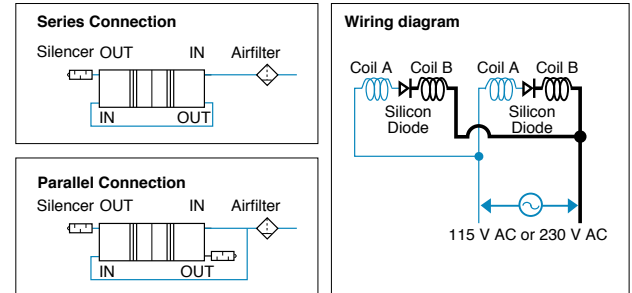 Series Connection
Silencer OUT IN Airfilter
IN OUT
Parallel Connection
Silencer OUT IN Airfilter
IN OUT
Wiring diagram
Coil A Coil B Coil A Coil B
Silicon Diode
Silicon Diode
115 V AC or 230 V AC